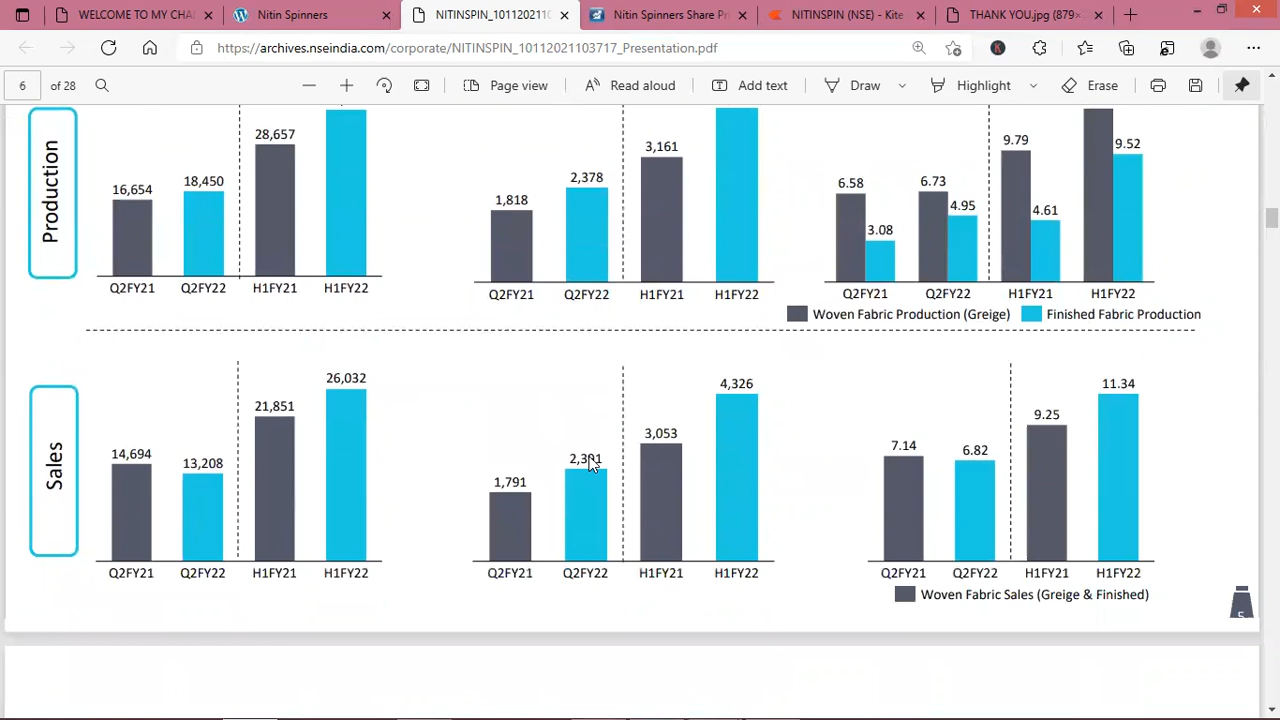 WELCOME TO MY CHA
Nitin Spinners
NITINSPIN_1011202110
Nitin Spinners Share Pri
NITINSPIN (NSE) - Kite
THANK YOU.jpg (879×
https://archives.nseindia.com/corporate/NITINSPIN_10112021103717_Presentation.pdf
6 of 28
Page view
Read aloud
Add text
Draw
Highlight
Erase
Production
28,657
16,654
18,450
Q2FY21 Q2FY22 H1FY21 H1FY22
3,161
1,818
2,378
Q2FY21 Q2FY22 H1FY21 H1FY22
9.79
9.52
6.58
6.73
4.95
4.61
3.08
Q2FY21 Q2FY22 H1FY21 H1FY22
Woven Fabric Production (Greige) Finished Fabric Production
Sales
26,032
21,851
14,694
13,208
Q2FY21 Q2FY22 H1FY21 H1FY22
4,326
3,053
1,791
Q2FY21 Q2FY22 H1FY21 H1FY22
11.34
9.25
7.14
6.82
Q2FY21 Q2FY22 H1FY21 H1FY22
Woven Fabric Sales (Greige & Finished)
5